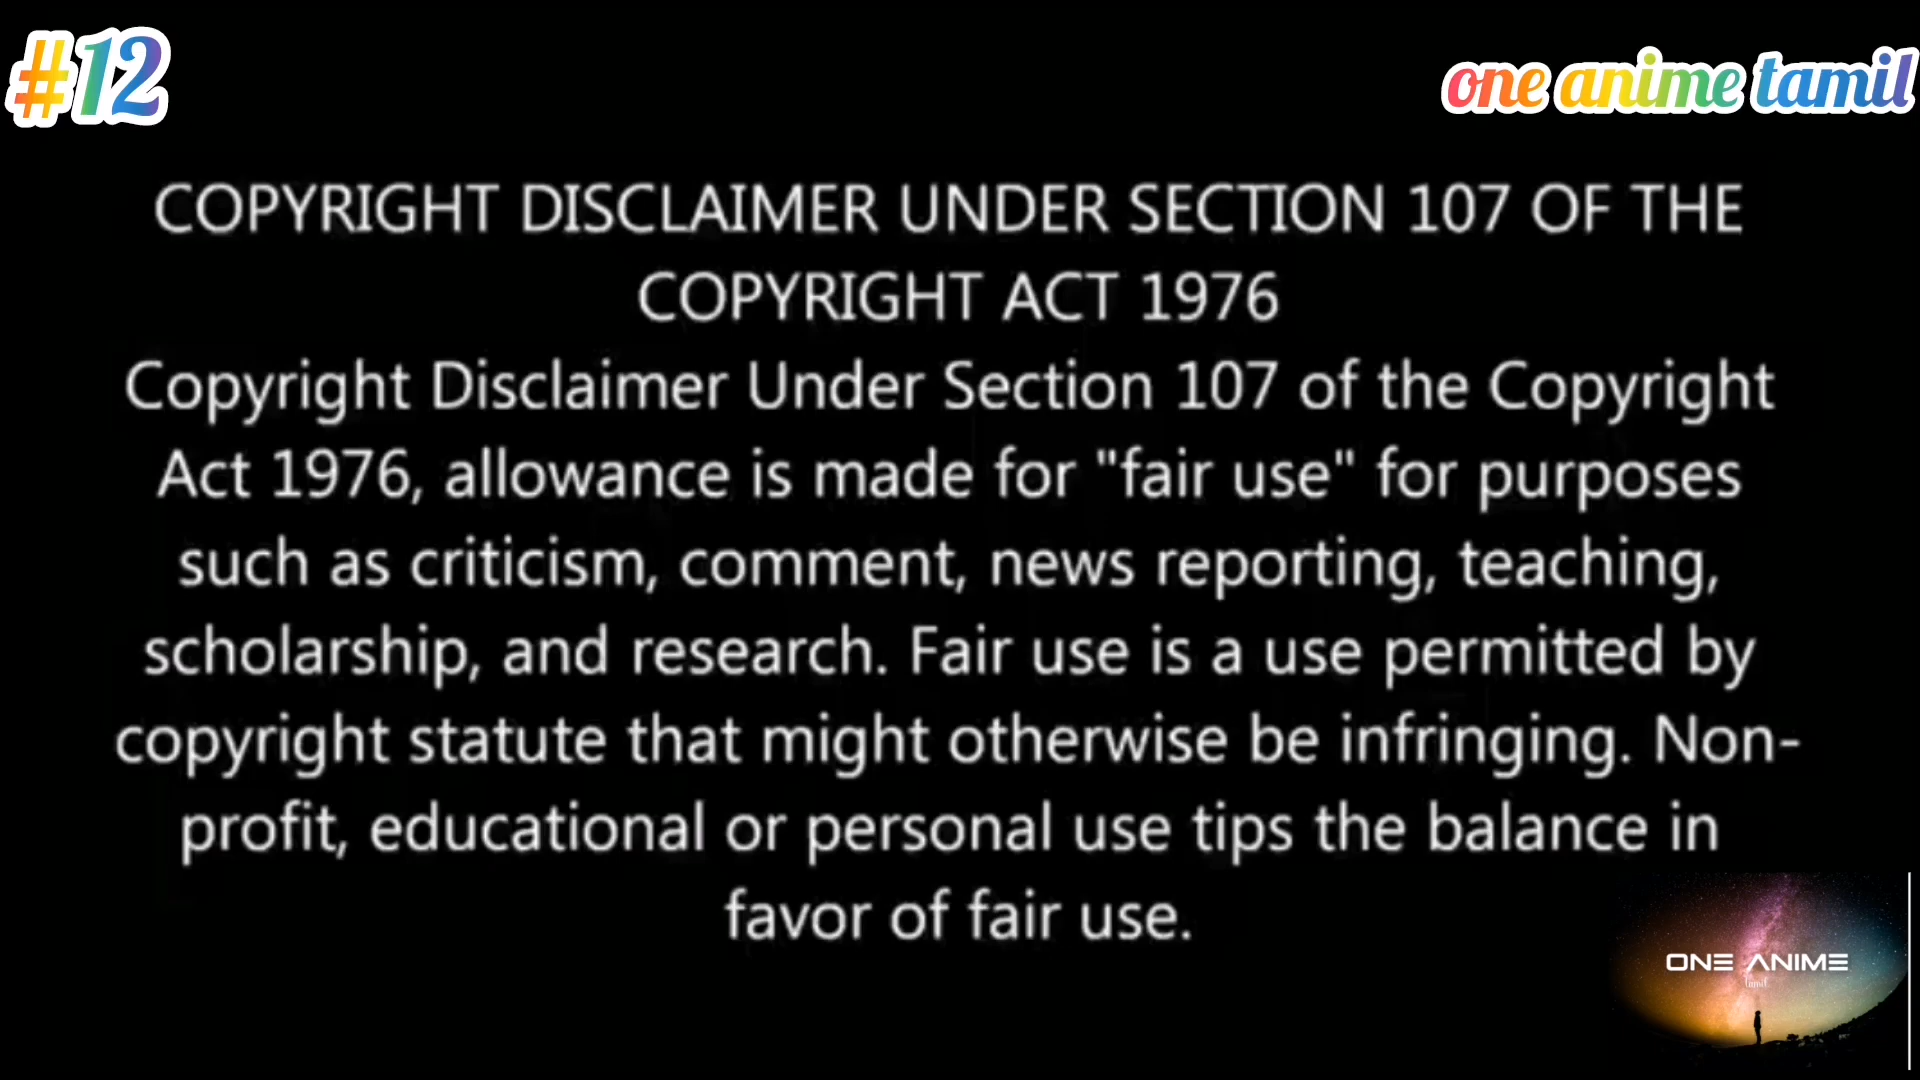 #12
one anime tamil
COPYRIGHT DISCLAIMER UNDER SECTION 107 OF THE
COPYRIGHT ACT 1976
Copyright Disclaimer Under Section 107 of the Copyright
Act 1976, allowance is made for "fair use" for purposes
such as criticism, comment, news reporting, teaching,
scholarship, and research. Fair use is a use permitted by
copyright statute that might otherwise be infringing. Non-
profit, educational or personal use tips the balance in
favor of fair use.
ONE ANIME
tamil